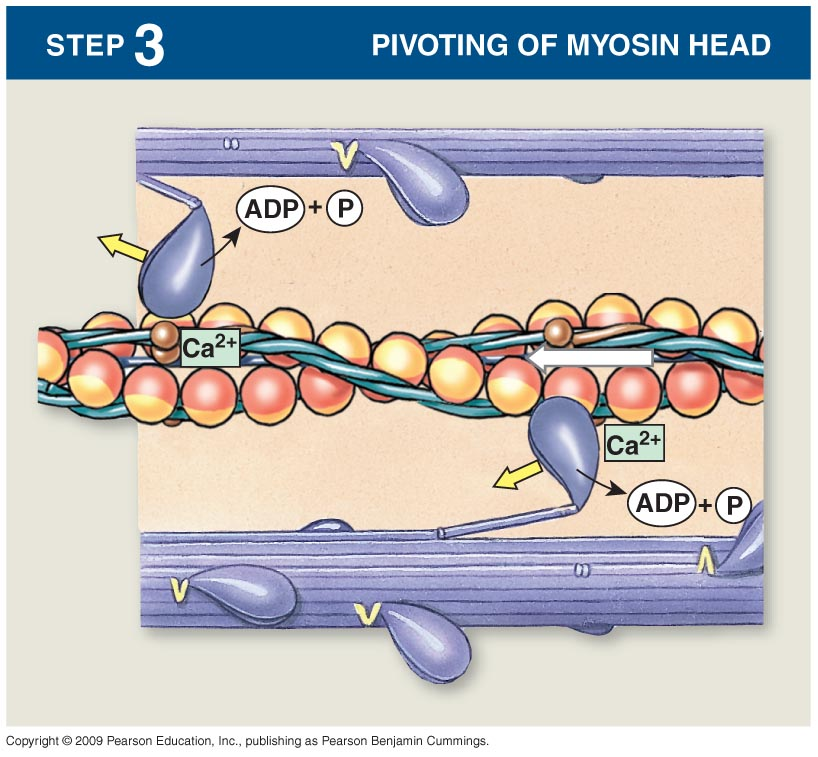 STEP 3 PIVOTING OF MYOSIN HEAD
ADP + P
Ca2+
Ca2+
ADP + P
Copyright © 2009 Pearson Education, Inc., publishing as Pearson Benjamin Cummings.